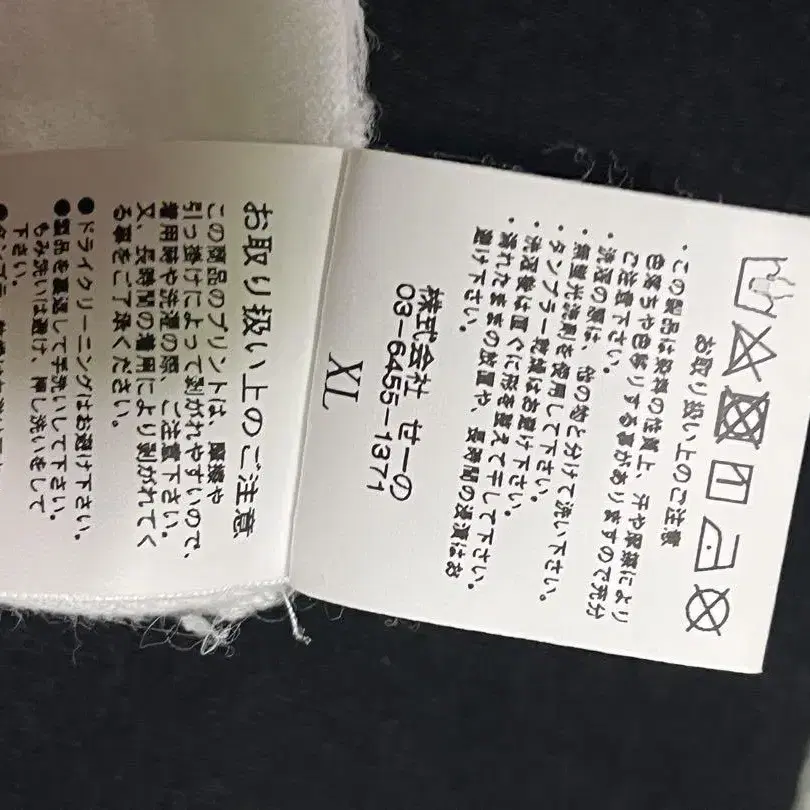 お取り扱い上のご注意
・この製品は染料の性質上、汗や摩擦により
色落ちや色移りする事がありますので充分
ご注意下さい。
・洗濯の際は、他の物と分けて洗い下さい。
・無蛍光洗剤を使用して下さい。
・タンブラー乾燥はお避け下さい。
・洗濯後は直ぐに形を整えて干して下さい。
・濡れたままの放置や、長時間の浸漬はお
避け下さい。
株式会社 せーの
03-6455-1371
XL
お取り扱い上のご注意
この商品のプリントは、摩擦や
引っ掛けによって剥がれやすいので、
着用時や洗濯の際、ご注意下さい。
又、長時間の着用により剥がれてく
る事をご了承ください。
●ドライクリーニングはお避け下さい。
●製品を裏返して手洗いして下さい。
もみ洗いは避け、押し洗いをして
下さい。